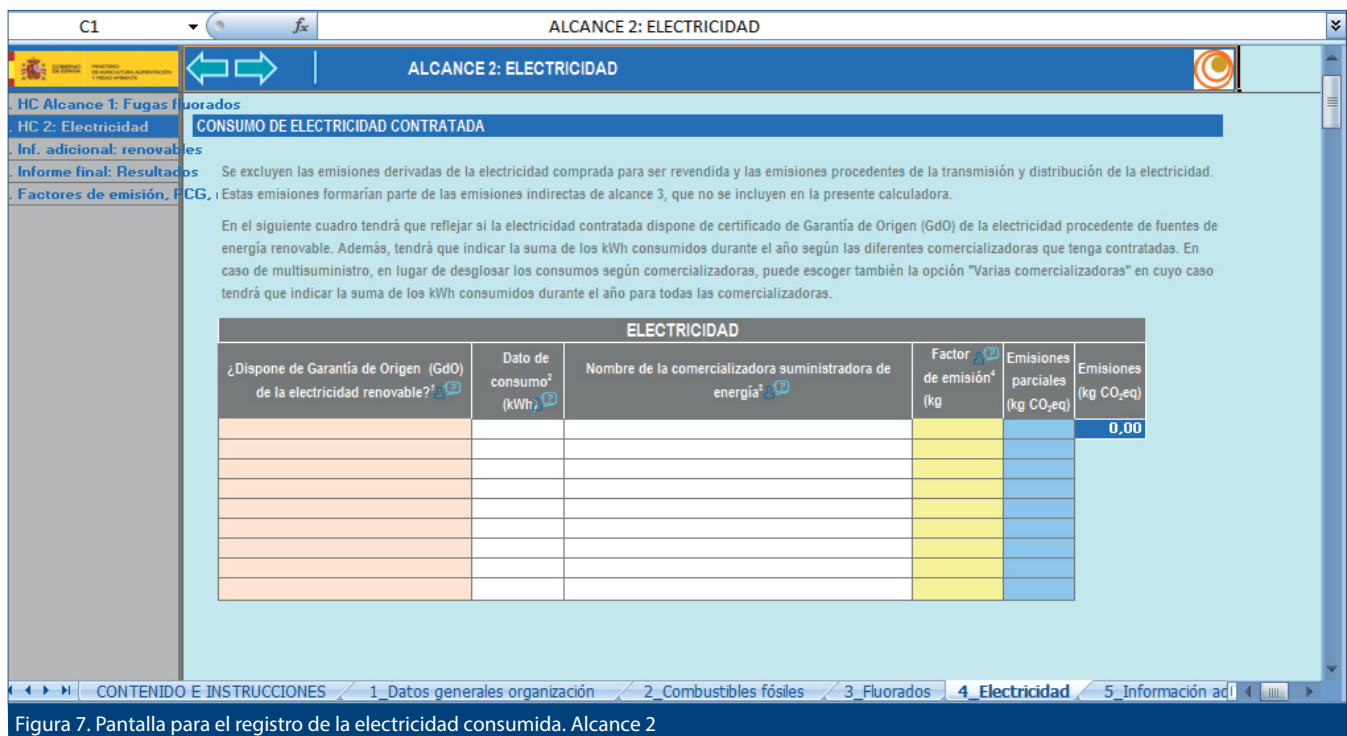 C1
fx
ALCANCE 2: ELECTRICIDAD
GOBIERNO DE ESPAÑA
MINISTERIO DE AGRICULTURA, ALIMENTACIÓN Y MEDIO AMBIENTE
ALCANCE 2: ELECTRICIDAD
. HC Alcance 1: Fugas fluorados
. HC 2: Electricidad
. Inf. adicional: renovables
. Informe final: Resultados
. Factores de emisión, PCG,
CONSUMO DE ELECTRICIDAD CONTRATADA
Se excluyen las emisiones derivadas de la electricidad comprada para ser revendida y las emisiones procedentes de la transmisión y distribución de la electricidad.
Estas emisiones formarían parte de las emisiones indirectas de alcance 3, que no se incluyen en la presente calculadora.
En el siguiente cuadro tendrá que reflejar si la electricidad contratada dispone de certificado de Garantía de Origen (GdO) de la electricidad procedente de fuentes de
energía renovable. Además, tendrá que indicar la suma de los kWh consumidos durante el año según las diferentes comercializadoras que tenga contratadas. En
caso de multisuministro, en lugar de desglosar los consumos según comercializadoras, puede escoger también la opción "Varias comercializadoras" en cuyo caso
tendrá que indicar la suma de los kWh consumidos durante el año para todas las comercializadoras.
ELECTRICIDAD
¿Dispone de Garantía de Origen (GdO)
de la electricidad renovable?¹
Dato de
consumo²
(kWh)
Nombre de la comercializadora suministradora de
energía³
Factor
de emisión⁴
(kg
Emisiones
parciales
(kg CO₂eq)
Emisiones
(kg CO₂eq)
0,00
CONTENIDO E INSTRUCCIONES
1_Datos generales organización
2_Combustibles fósiles
3_Fluorados
4_Electricidad
5_Información ad
Figura 7. Pantalla para el registro de la electricidad consumida. Alcance 2